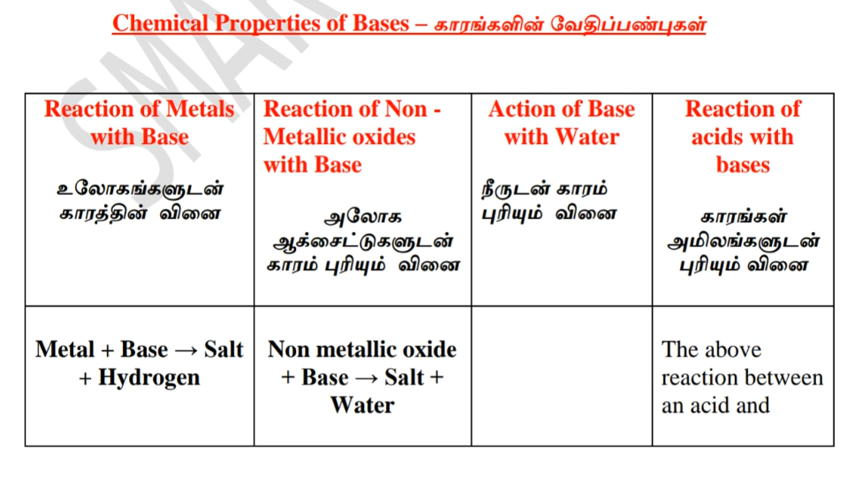 Chemical Properties of Bases – காரங்களின் வேதிப்பண்புகள்
SMAR
Reaction of Metals
with Base
உலோகங்களுடன்
காரத்தின் வினை
Reaction of Non -
Metallic oxides
with Base
அலோக
ஆக்சைட்டுகளுடன்
காரம் புரியும் வினை
Action of Base
with Water
நீருடன் காரம்
புரியும் வினை
Reaction of
acids with
bases
காரங்கள்
அமிலங்களுடன்
புரியும் வினை
Metal + Base → Salt
+ Hydrogen
Non metallic oxide
+ Base → Salt +
Water
The above
reaction between
an acid and